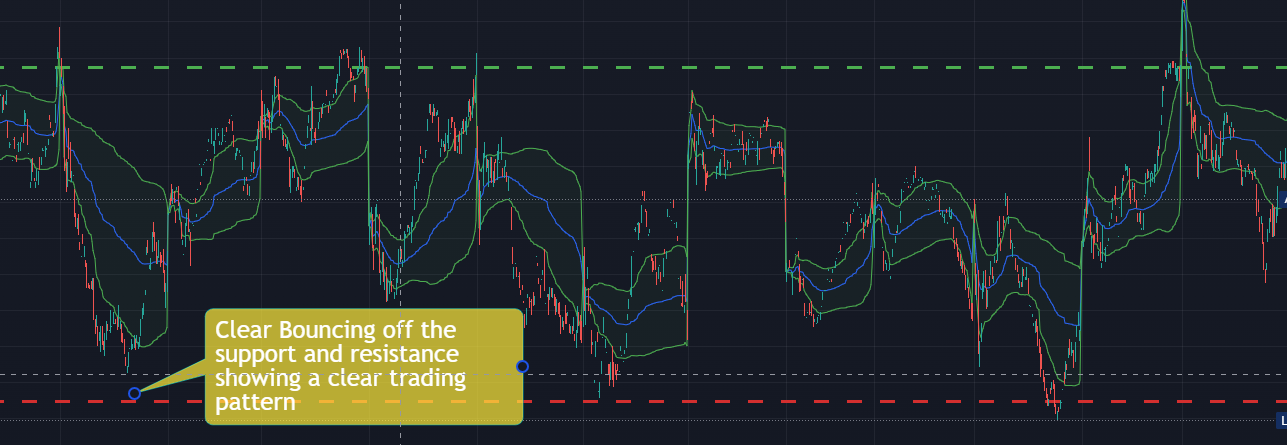 Clear Bouncing off the
support and resistance
showing a clear trading
pattern
L